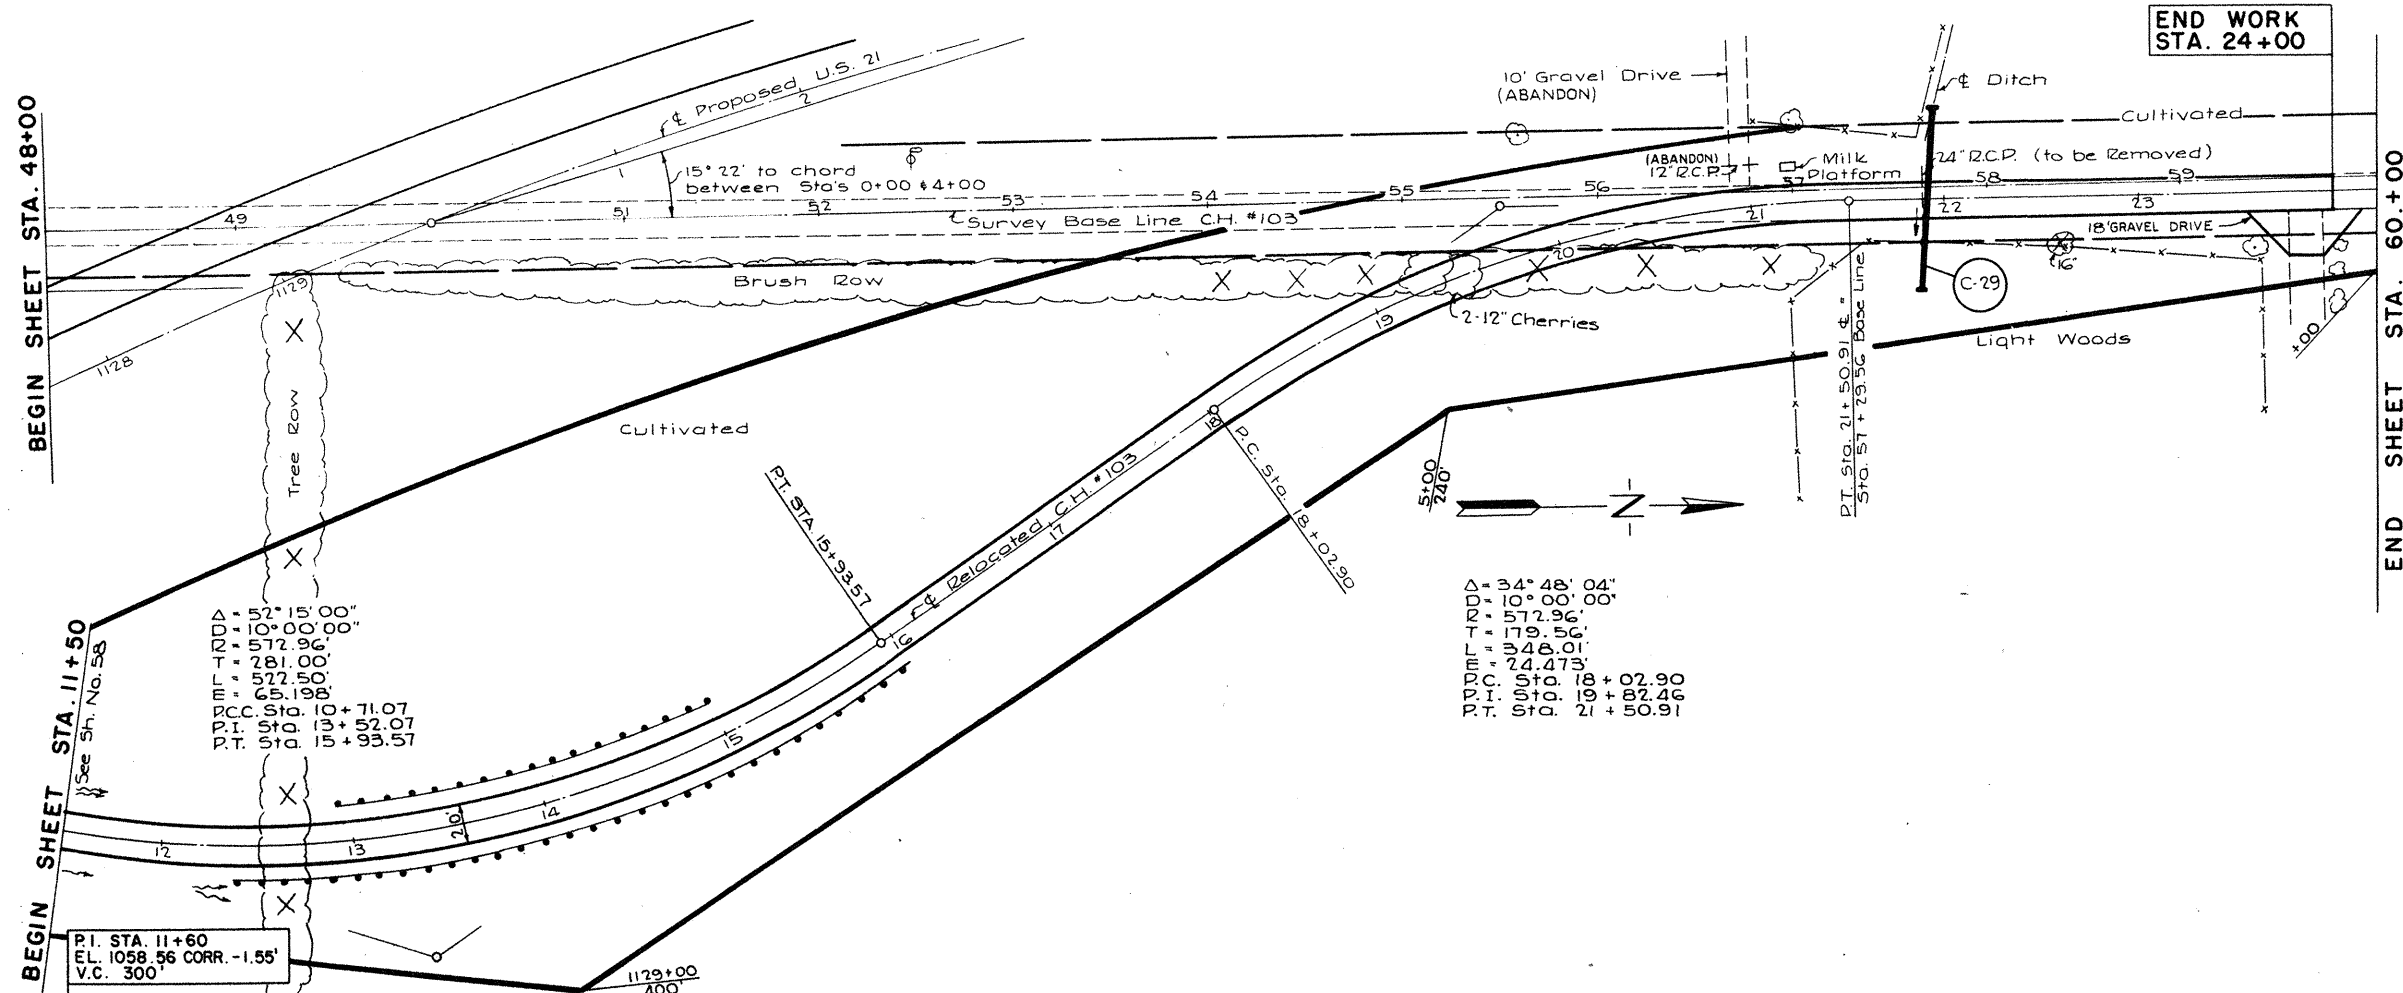 END WORK
STA. 24+00
BEGIN SHEET STA. 48+00
℄ Proposed U.S. 21
1
2
15° 22' to chord
between Sta's 0+00 & 4+00
10' Gravel Drive
(ABANDON)
℄ Ditch
Cultivated
(ABANDON)
12" R.C.P.
Milk
Platform
24" R.C.P. (to be Removed)
49
51
52
53
54
55
56
57
58
59
Survey Base Line C.H. #103
21
22
23
18' GRAVEL DRIVE
16"
20
Brush Row
1129
1128
19
2-12" Cherries
C-29
Light Woods
+00
END SHEET STA. 60+00
Tree Row
Cultivated
18
P.C. Sta. 18+02.90
P.T. STA. 15+93.57
℄ Relocated C.H. #103
17
16
5+00
240'
N
P.T. Sta. 21+50.91 ℄ =
Sta. 57+29.56 Base Line
BEGIN SHEET STA. 11+50
See Sh. No. 58
Δ = 52° 15' 00"
D = 10° 00' 00"
R = 572.96'
T = 281.00'
L = 522.50'
E = 65.198'
P.C.C. Sta. 10+71.07
P.I. Sta. 13+52.07
P.T. Sta. 15+93.57
Δ = 34° 48' 04"
D = 10° 00' 00"
R = 572.96'
T = 179.56'
L = 348.01'
E = 24.473'
P.C. Sta. 18+02.90
P.I. Sta. 19+82.46
P.T. Sta. 21+50.91
15
14
20'
13
12
BEGIN SHEET
P.I. STA. 11+60
EL. 1058.56 CORR. -1.55'
V.C. 300'
1129+00
400'